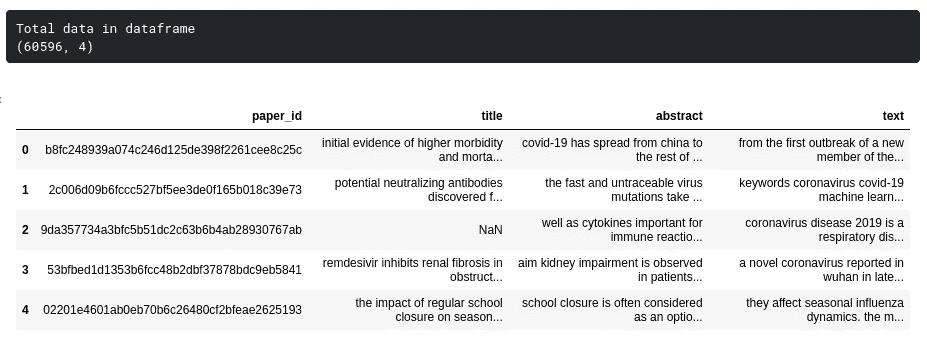 Total data in dataframe
(60596, 4)
paper_id title abstract text
0 b8fc248939a074c246d125de398f2261cee8c25c initial evidence of higher morbidity and morta... covid-19 has spread from china to the rest of ... from the first outbreak of a new member of the...
1 2c006d09b6fccc527bf5ee3de0f165b018c39e73 potential neutralizing antibodies discovered f... the fast and untraceable virus mutations take ... keywords coronavirus covid-19 machine learn...
2 9da357734a3bfc5b51dc2c63b6b4ab28930767ab NaN well as cytokines important for immune reactio... coronavirus disease 2019 is a respiratory dis...
3 53bfbed1d1353b6fcc48b2dbf37878bdc9eb5841 remdesivir inhibits renal fibrosis in obstruct... aim kidney impairment is observed in patients... a novel coronavirus reported in wuhan in late...
4 02201e4601ab0eb70b6c26480cf2bfeae2625193 the impact of regular school closure on season... school closure is often considered as an optio... they affect seasonal influenza dynamics. the m...